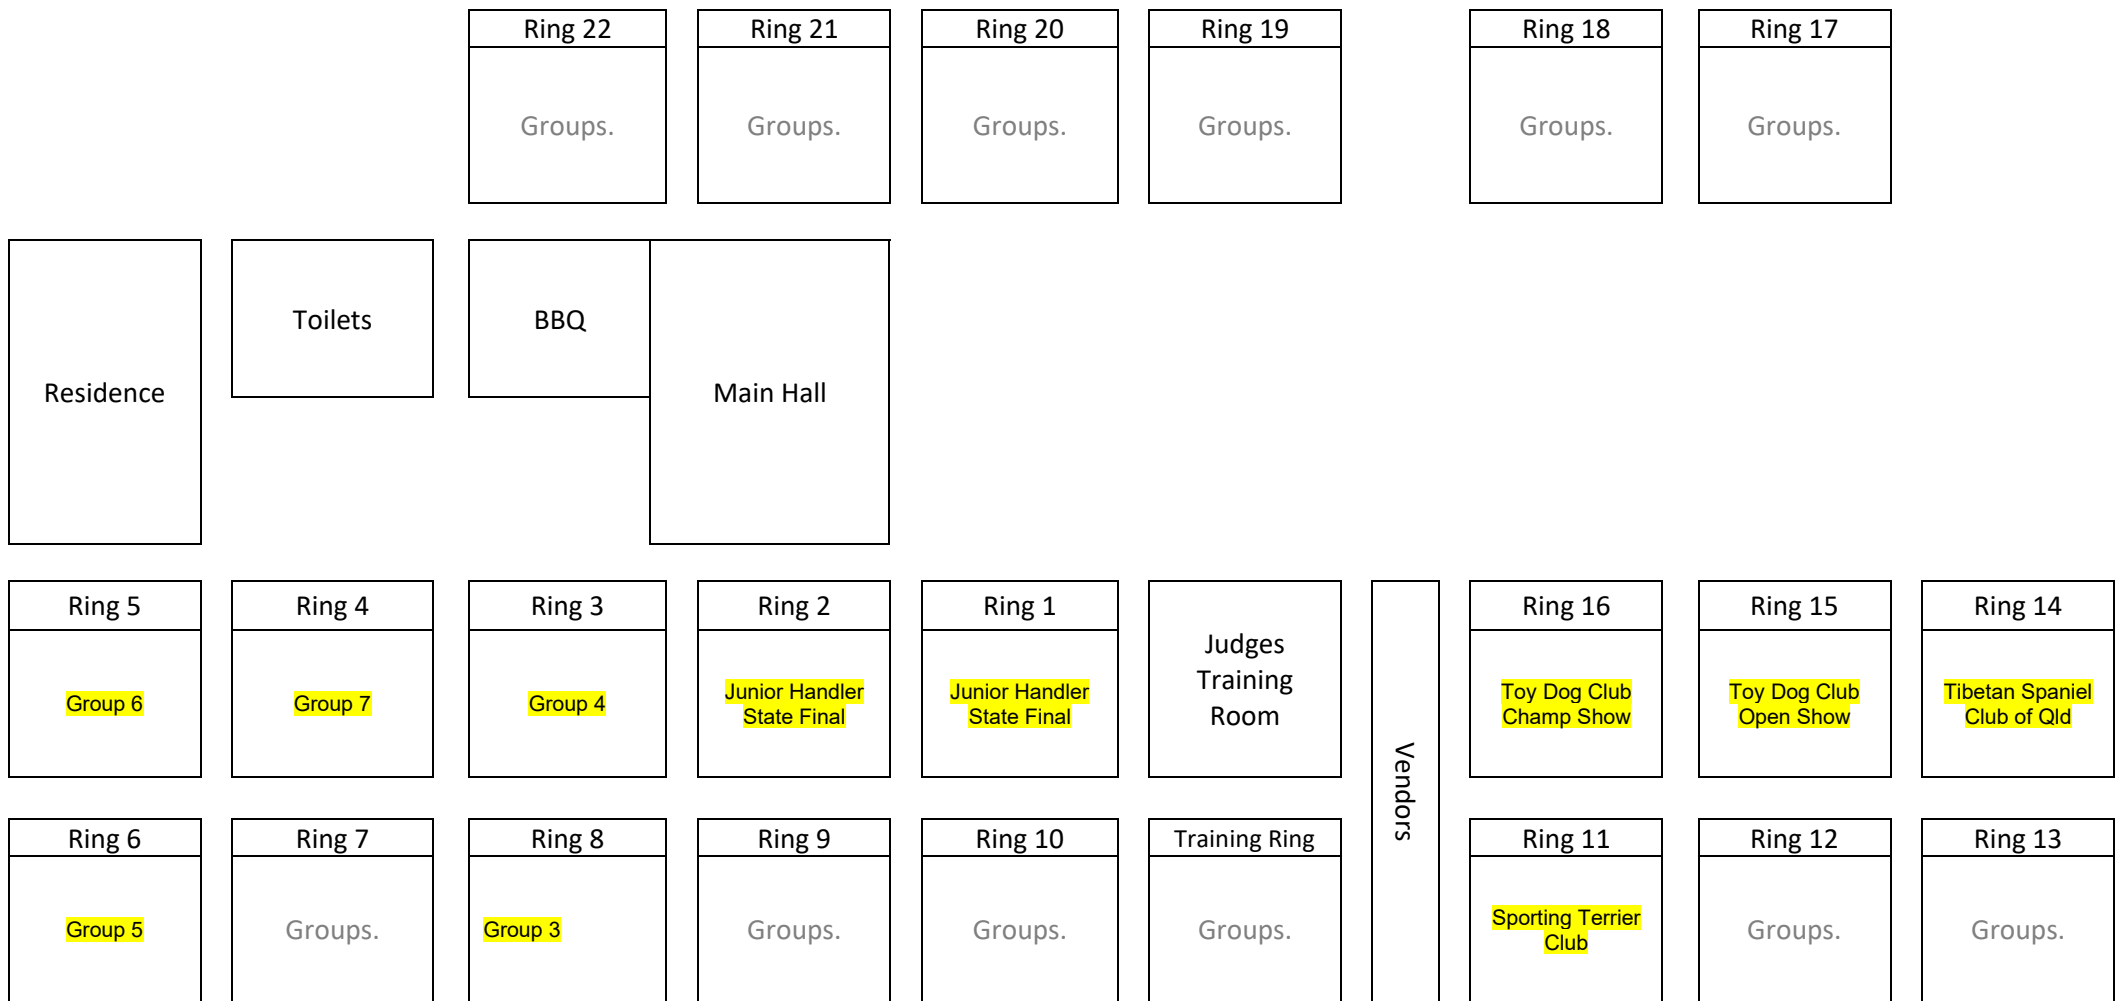 Ring 22
Ring 21
Ring 20
Ring 19
Ring 18
Ring 17
Groups.
Groups.
Groups.
Groups.
Groups.
Groups.
Residence
Toilets
BBQ
Main Hall
Ring 5
Ring 4
Ring 3
Ring 2
Ring 1
Judges
Training
Room
Vendors
Ring 16
Ring 15
Ring 14
Group 6
Group 7
Group 4
Junior Handler
State Final
Junior Handler
State Final
Toy Dog Club
Champ Show
Toy Dog Club
Open Show
Tibetan Spaniel
Club of Qld
Ring 6
Ring 7
Ring 8
Ring 9
Ring 10
Training Ring
Ring 11
Ring 12
Ring 13
Group 5
Groups.
Group 3
Groups.
Groups.
Groups.
Sporting Terrier
Club
Groups.
Groups.